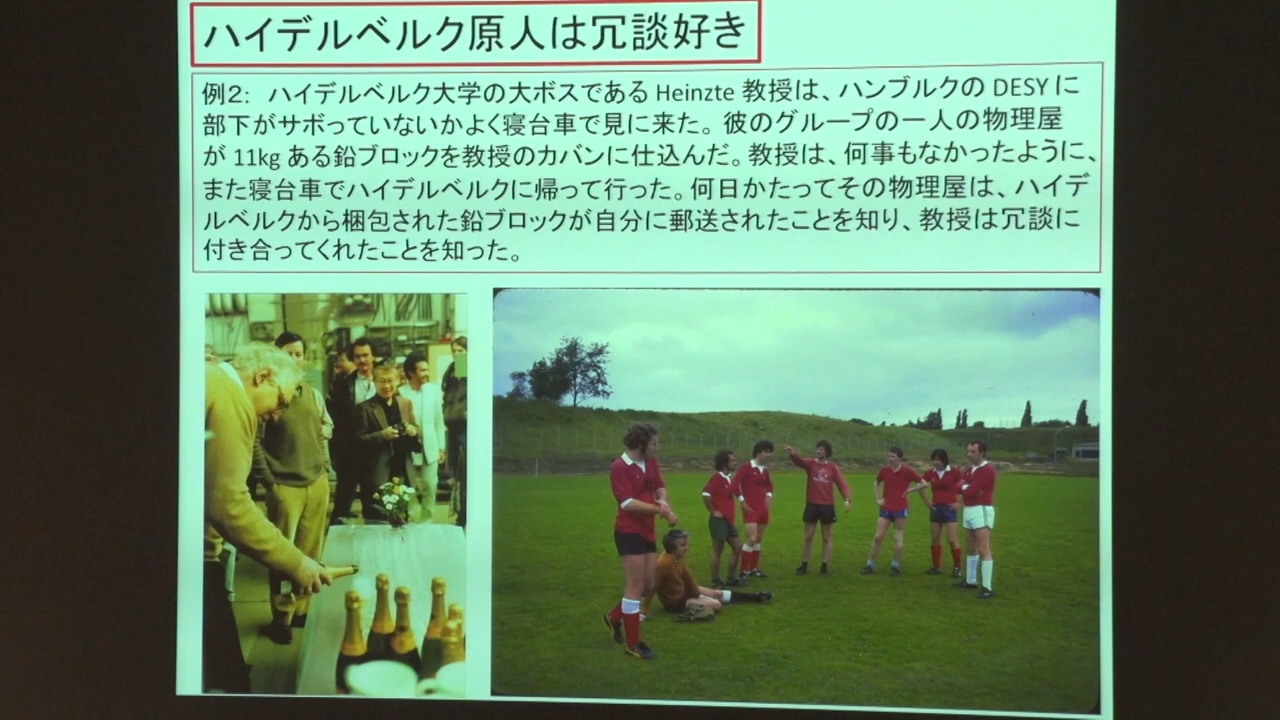 ハイデルベルク原人は冗談好き
例２: ハイデルベルク大学の大ボスである Heinzte 教授は、ハンブルクの DESY に
部下がサボっていないかよく寝台車で見に来た。彼のグループの一人の物理屋
が 11kg ある鉛ブロックを教授のカバンに仕込んだ。教授は、何事もなかったように、
また寝台車でハイデルベルクに帰って行った。何日かたってその物理屋は、ハイデ
ルベルクから梱包された鉛ブロックが自分に郵送されたことを知り、教授は冗談に
付き合ってくれたことを知った。